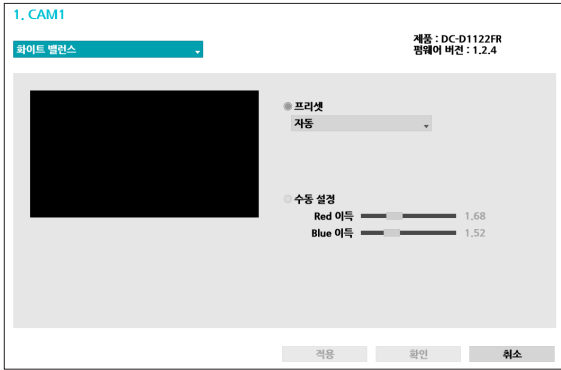 1. CAM1
화이트 밸런스
제품 : DC-D1122FR
펌웨어 버전 : 1.2.4
프리셋
자동
수동 설정
Red 이득 1.68
Blue 이득 1.52
적용 확인 취소